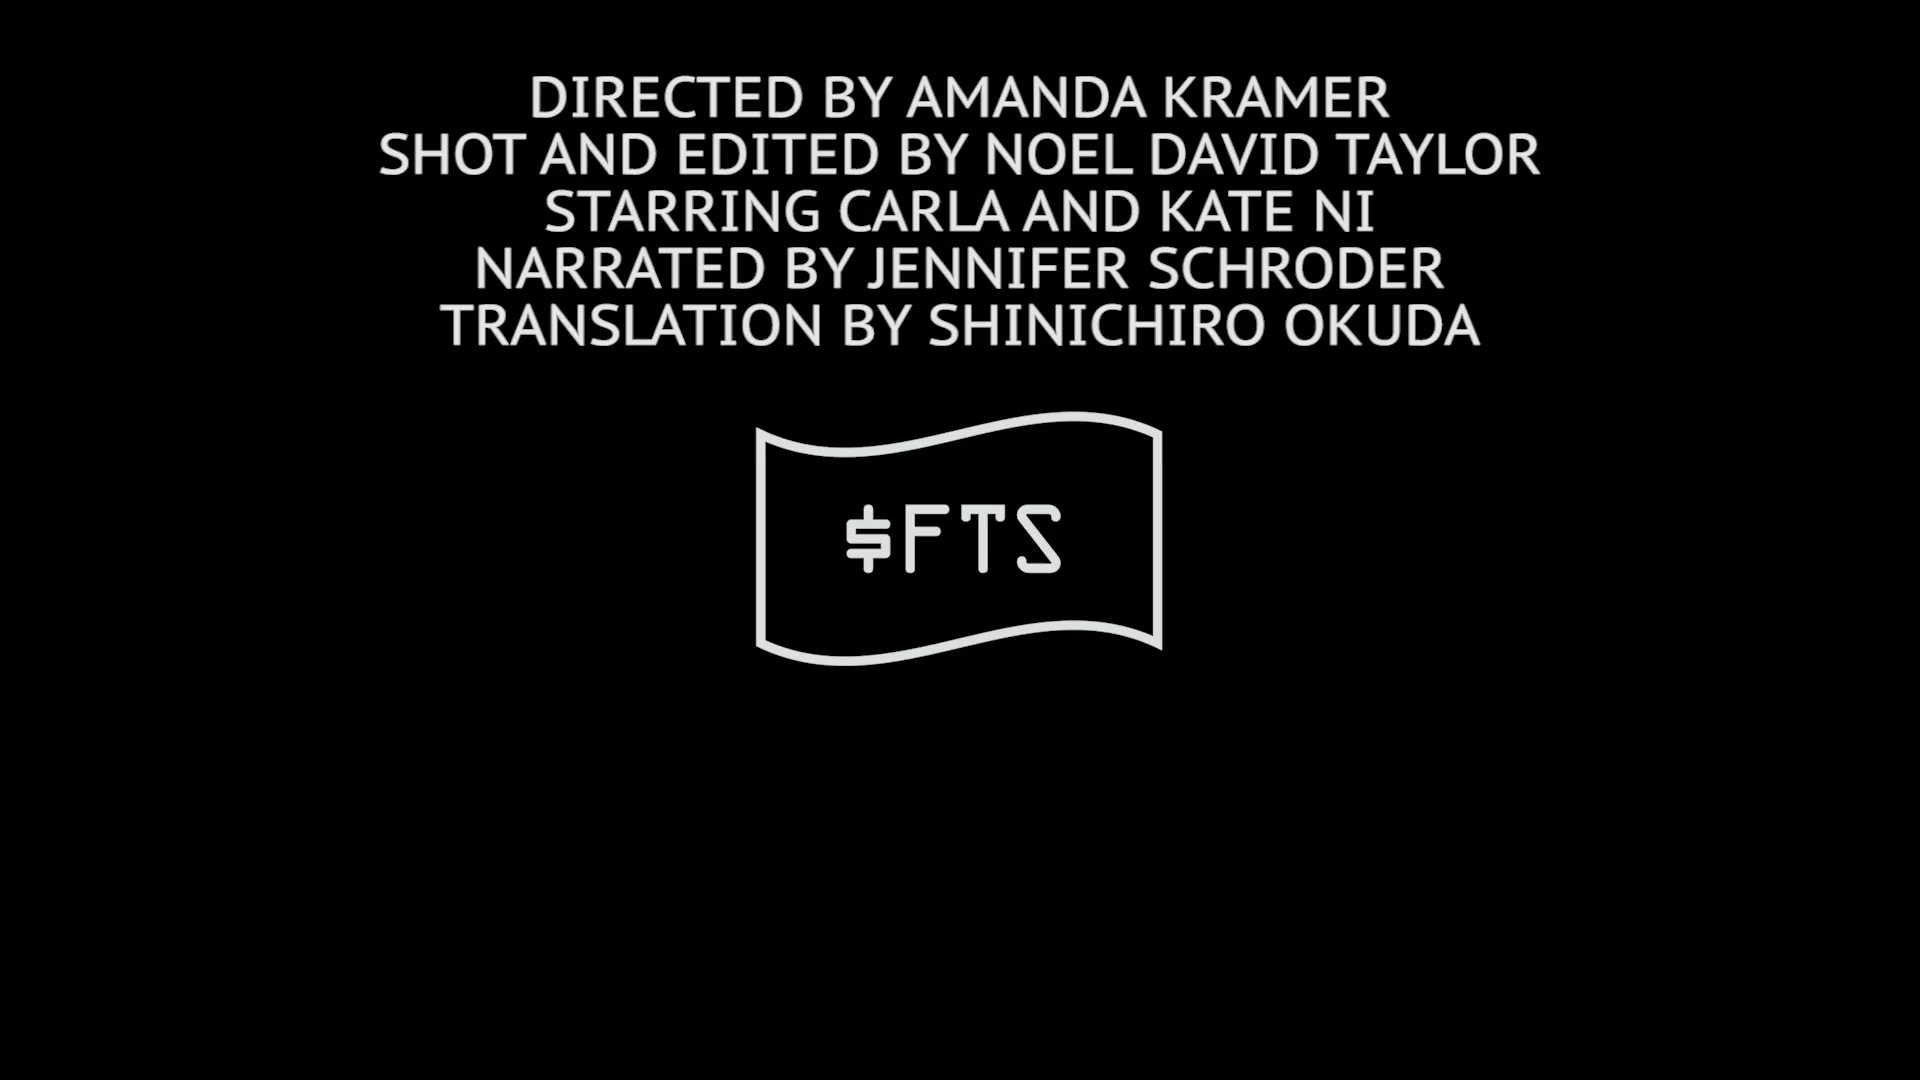 DIRECTED BY AMANDA KRAMER
SHOT AND EDITED BY NOEL DAVID TAYLOR
STARRING CARLA AND KATE NI
NARRATED BY JENNIFER SCHRODER
TRANSLATION BY SHINICHIRO OKUDA
$FTS